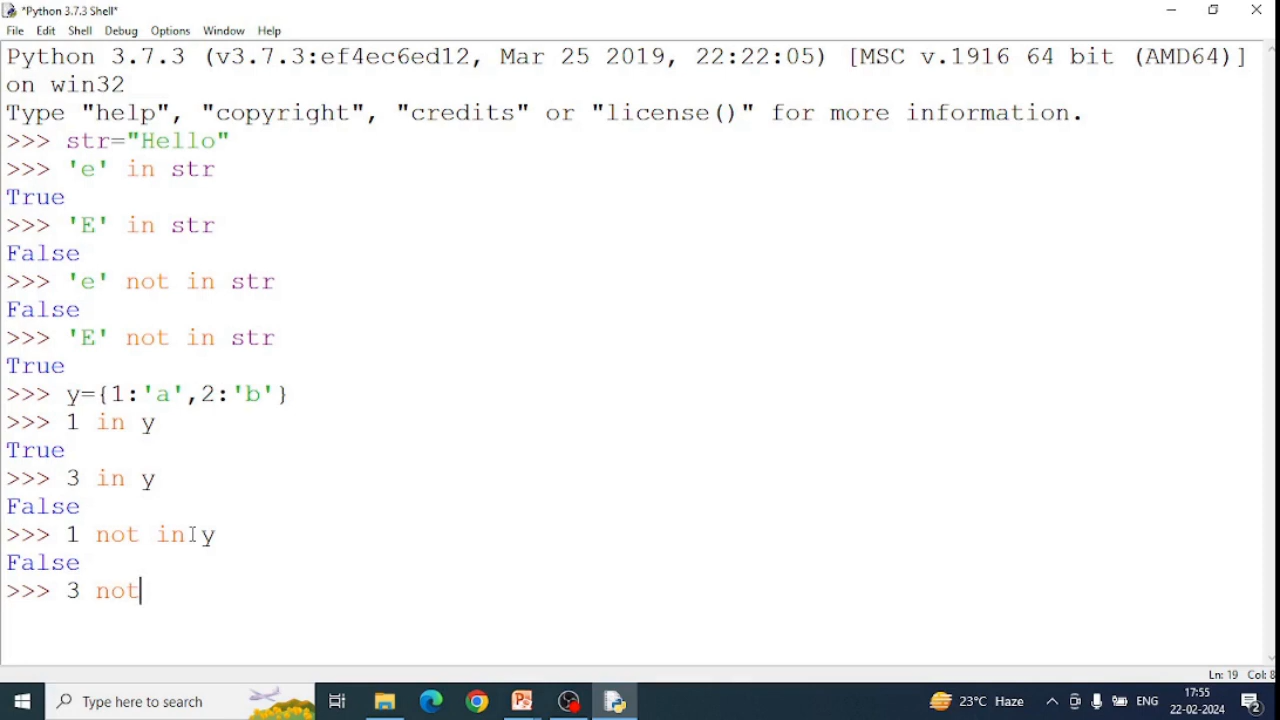 *Python 3.7.3 Shell*
File Edit Shell Debug Options Window Help
Python 3.7.3 (v3.7.3:ef4ec6ed12, Mar 25 2019, 22:22:05) [MSC v.1916 64 bit (AMD64)]
on win32
Type "help", "copyright", "credits" or "license()" for more information.
>>> str="Hello"
>>> 'e' in str
True
>>> 'E' in str
False
>>> 'e' not in str
False
>>> 'E' not in str
True
>>> y={1:'a',2:'b'}
>>> 1 in y
True
>>> 3 in y
False
>>> 1 not in y
False
>>> 3 not
Ln: 19 Col: 8
Type here to search
23°C Haze
ENG
17:55
22-02-2024
2